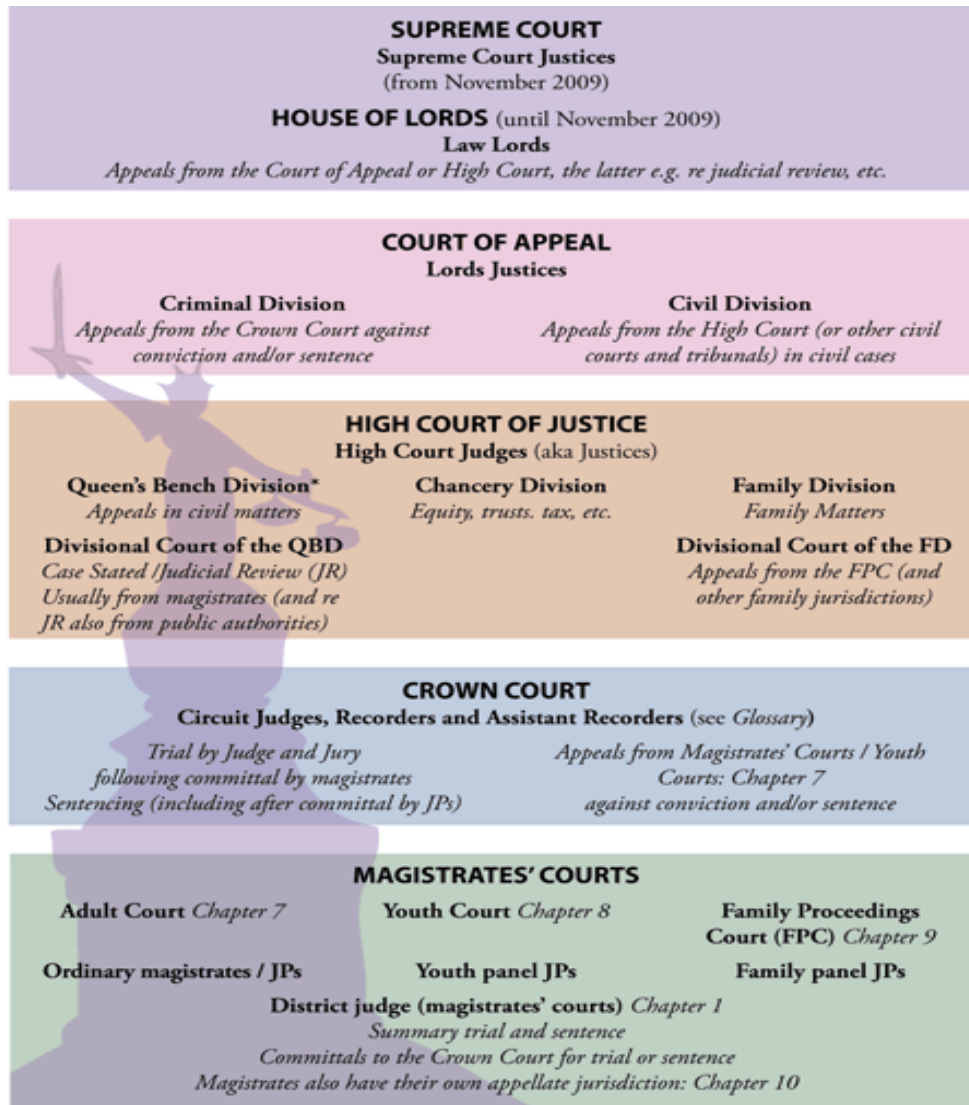 SUPREME COURT
Supreme Court Justices
(from November 2009)
HOUSE OF LORDS (until November 2009)
Law Lords
Appeals from the Court of Appeal or High Court, the latter e.g. re judicial review, etc.
COURT OF APPEAL
Lords Justices
Criminal Division
Appeals from the Crown Court against
conviction and/or sentence
Civil Division
Appeals from the High Court (or other civil
courts and tribunals) in civil cases
HIGH COURT OF JUSTICE
High Court Judges (aka Justices)
Queen's Bench Division*
Appeals in civil matters
Divisional Court of the QBD
Case Stated /Judicial Review (JR)
Usually from magistrates (and re
JR also from public authorities)
Chancery Division
Equity, trusts. tax, etc.
Family Division
Family Matters
Divisional Court of the FD
Appeals from the FPC (and
other family jurisdictions)
CROWN COURT
Circuit Judges, Recorders and Assistant Recorders (see Glossary)
Trial by Judge and Jury
following committal by magistrates
Sentencing (including after committal by JPs)
Appeals from Magistrates' Courts / Youth
Courts: Chapter 7
against conviction and/or sentence
MAGISTRATES' COURTS
Adult Court Chapter 7
Ordinary magistrates / JPs
Youth Court Chapter 8
Youth panel JPs
Family Proceedings
Court (FPC) Chapter 9
Family panel JPs
District judge (magistrates' courts) Chapter 1
Summary trial and sentence
Committals to the Crown Court for trial or sentence
Magistrates also have their own appellate jurisdiction: Chapter 10